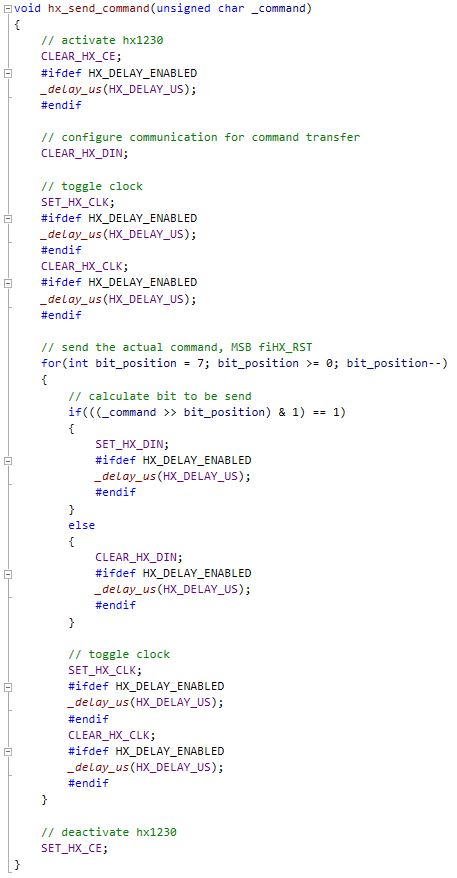 void hx_send_command(unsigned char _command)
{
    // activate hx1230
    CLEAR_HX_CE;
    #ifdef HX_DELAY_ENABLED
    _delay_us(HX_DELAY_US);
    #endif

    // configure communication for command transfer
    CLEAR_HX_DIN;

    // toggle clock
    SET_HX_CLK;
    #ifdef HX_DELAY_ENABLED
    _delay_us(HX_DELAY_US);
    #endif
    CLEAR_HX_CLK;
    #ifdef HX_DELAY_ENABLED
    _delay_us(HX_DELAY_US);
    #endif

    // send the actual command, MSB fiHX_RST
    for(int bit_position = 7; bit_position >= 0; bit_position--)
    {
        // calculate bit to be send
        if(((_command >> bit_position) & 1) == 1)
        {
            SET_HX_DIN;
            #ifdef HX_DELAY_ENABLED
            _delay_us(HX_DELAY_US);
            #endif
        }
        else
        {
            CLEAR_HX_DIN;
            #ifdef HX_DELAY_ENABLED
            _delay_us(HX_DELAY_US);
            #endif
        }

        // toggle clock
        SET_HX_CLK;
        #ifdef HX_DELAY_ENABLED
        _delay_us(HX_DELAY_US);
        #endif
        CLEAR_HX_CLK;
        #ifdef HX_DELAY_ENABLED
        _delay_us(HX_DELAY_US);
        #endif
    }

    // deactivate hx1230
    SET_HX_CE;
}